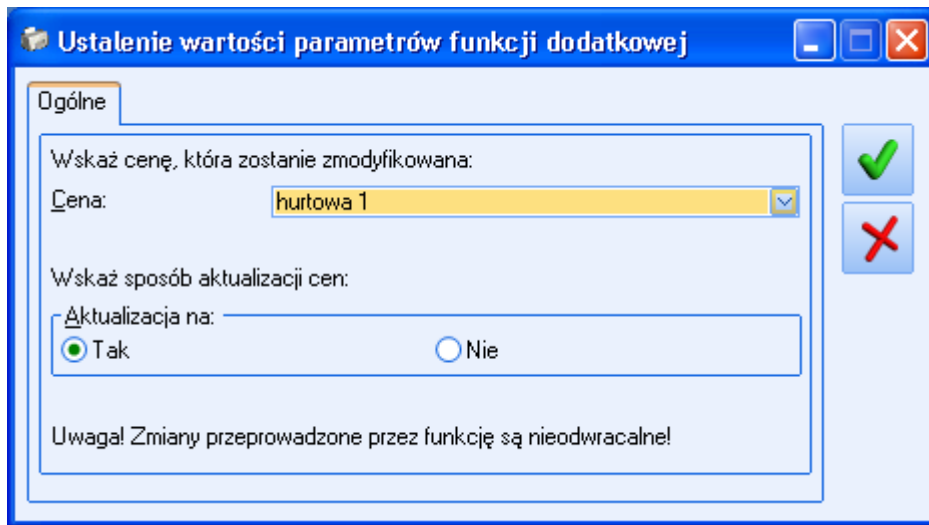 Ustalenie wartości parametrów funkcji dodatkowej
Ogólne
Wskaż cenę, która zostanie zmodyfikowana:
Cena:
hurtowa 1
Wskaż sposób aktualizacji cen:
Aktualizacja na:
Tak
Nie
Uwaga! Zmiany przeprowadzone przez funkcję są nieodwracalne!